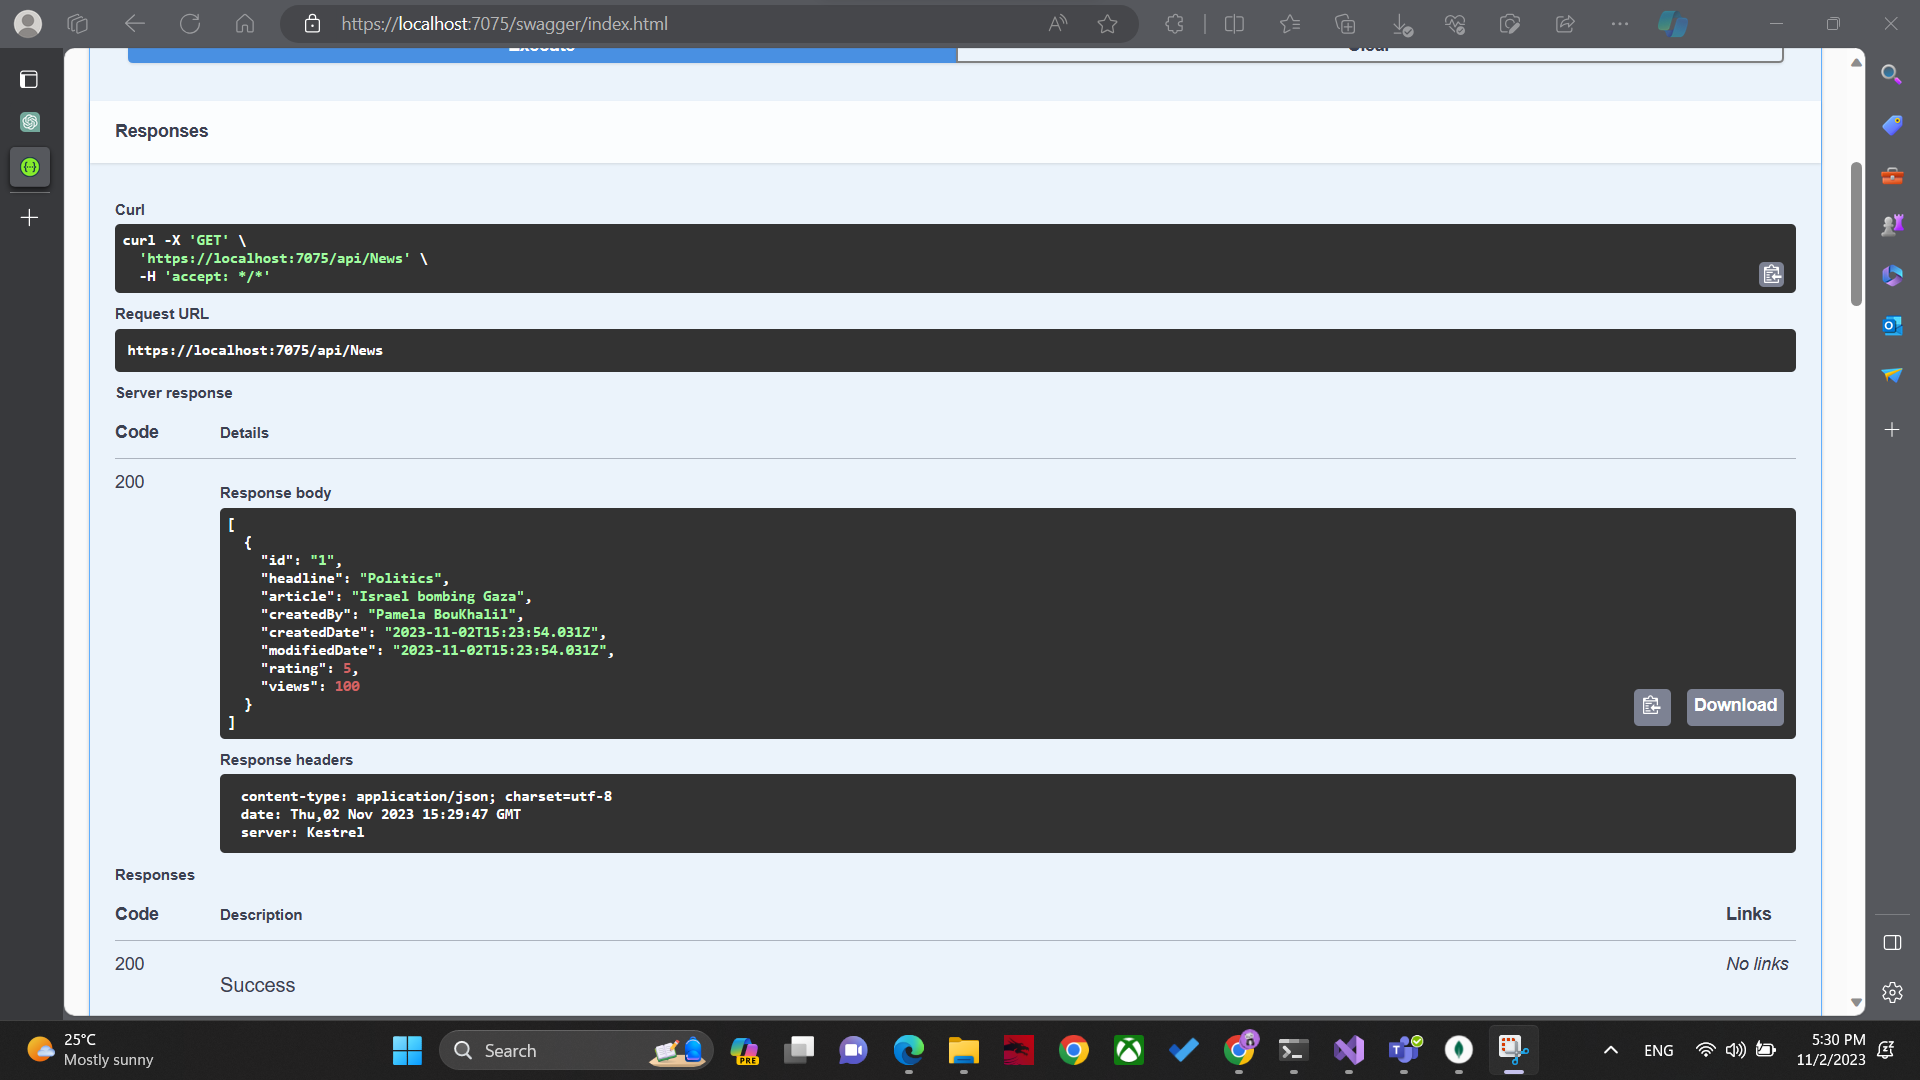 https://localhost:7075/swagger/index.html
Execute
Clear
Responses
Curl
curl -X 'GET' \
'https://localhost:7075/api/News' \
-H 'accept: */*'
Request URL
https://localhost:7075/api/News
Server response
Code Details
200
Response body
[
{
"id": "1",
"headline": "Politics",
"article": "Israel bombing Gaza",
"createdBy": "Pamela BouKhalil",
"createdDate": "2023-11-02T15:23:54.031Z",
"modifiedDate": "2023-11-02T15:23:54.031Z",
"rating": 5,
"views": 100
}
]
Download
Response headers
content-type: application/json; charset=utf-8
date: Thu,02 Nov 2023 15:29:47 GMT
server: Kestrel
Responses
Code Description Links
200 No links
Success
25°C
Mostly sunny
Search
PRE
ENG
5:30 PM
11/2/2023